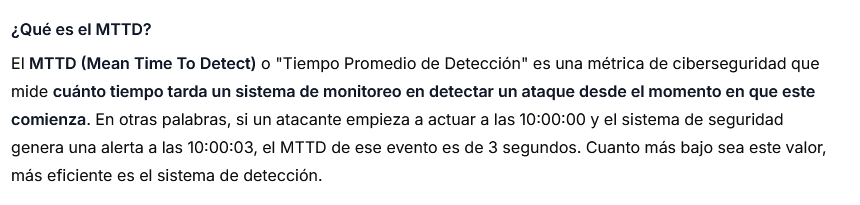 ¿Qué es el MTTD?
El MTTD (Mean Time To Detect) o "Tiempo Promedio de Detección" es una métrica de ciberseguridad que
mide cuánto tiempo tarda un sistema de monitoreo en detectar un ataque desde el momento en que este
comienza. En otras palabras, si un atacante empieza a actuar a las 10:00:00 y el sistema de seguridad
genera una alerta a las 10:00:03, el MTTD de ese evento es de 3 segundos. Cuanto más bajo sea este valor,
más eficiente es el sistema de detección.